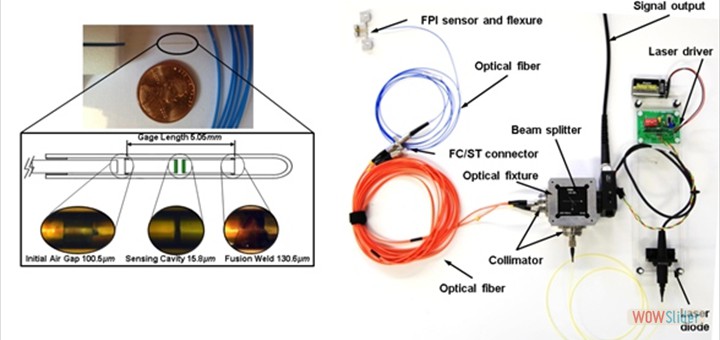 Gage Length 5.05mm
Initial Air Gap 100.5μm
Sensing Cavity 15.8μm
Fusion Weld 130.6μm
Signal output
FPI sensor and flexure
Laser driver
Optical fiber
Beam splitter
FC/ST connector
Optical fixture
Collimator
Optical fiber
Laser
diode
WOWSlider